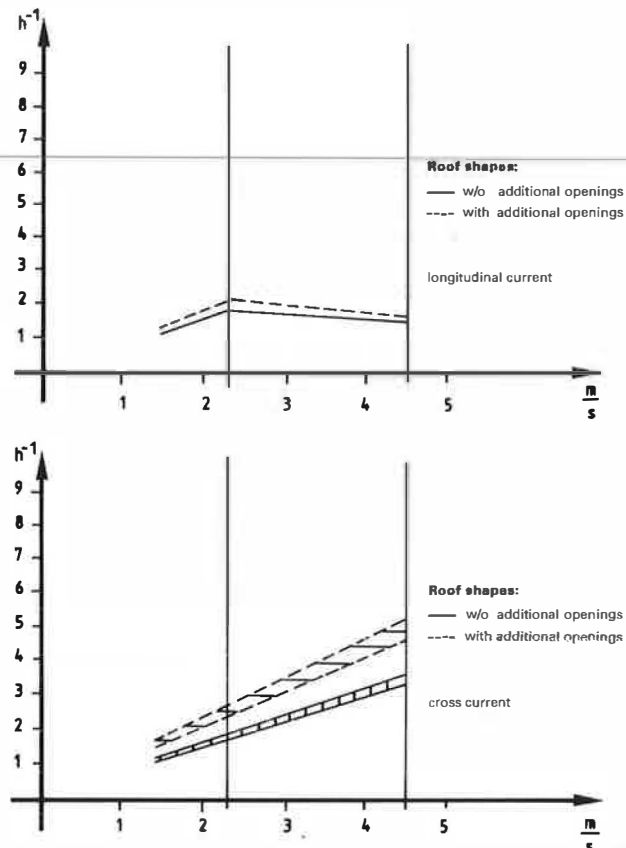 h⁻¹
9
8
7
6
5
4
3
2
1
1 2 3 4 5 m/s
Roof shapes:
w/o additional openings
with additional openings
longitudinal current
h⁻¹
9
8
7
6
5
4
3
2
1
1 2 3 4 5 m/s
Roof shapes:
w/o additional openings
with additional openings
cross current